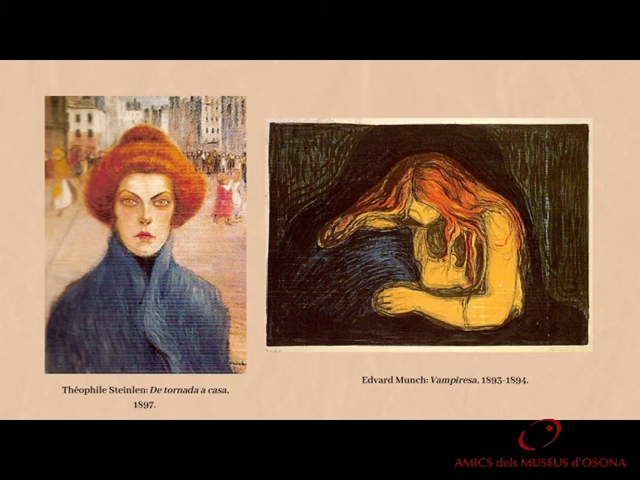 Théophile Steinlen: De tornada a casa.
1897.
Edvard Munch: Vampiresa. 1893-1894.
AMICS dels MUSEUS d'OSONA